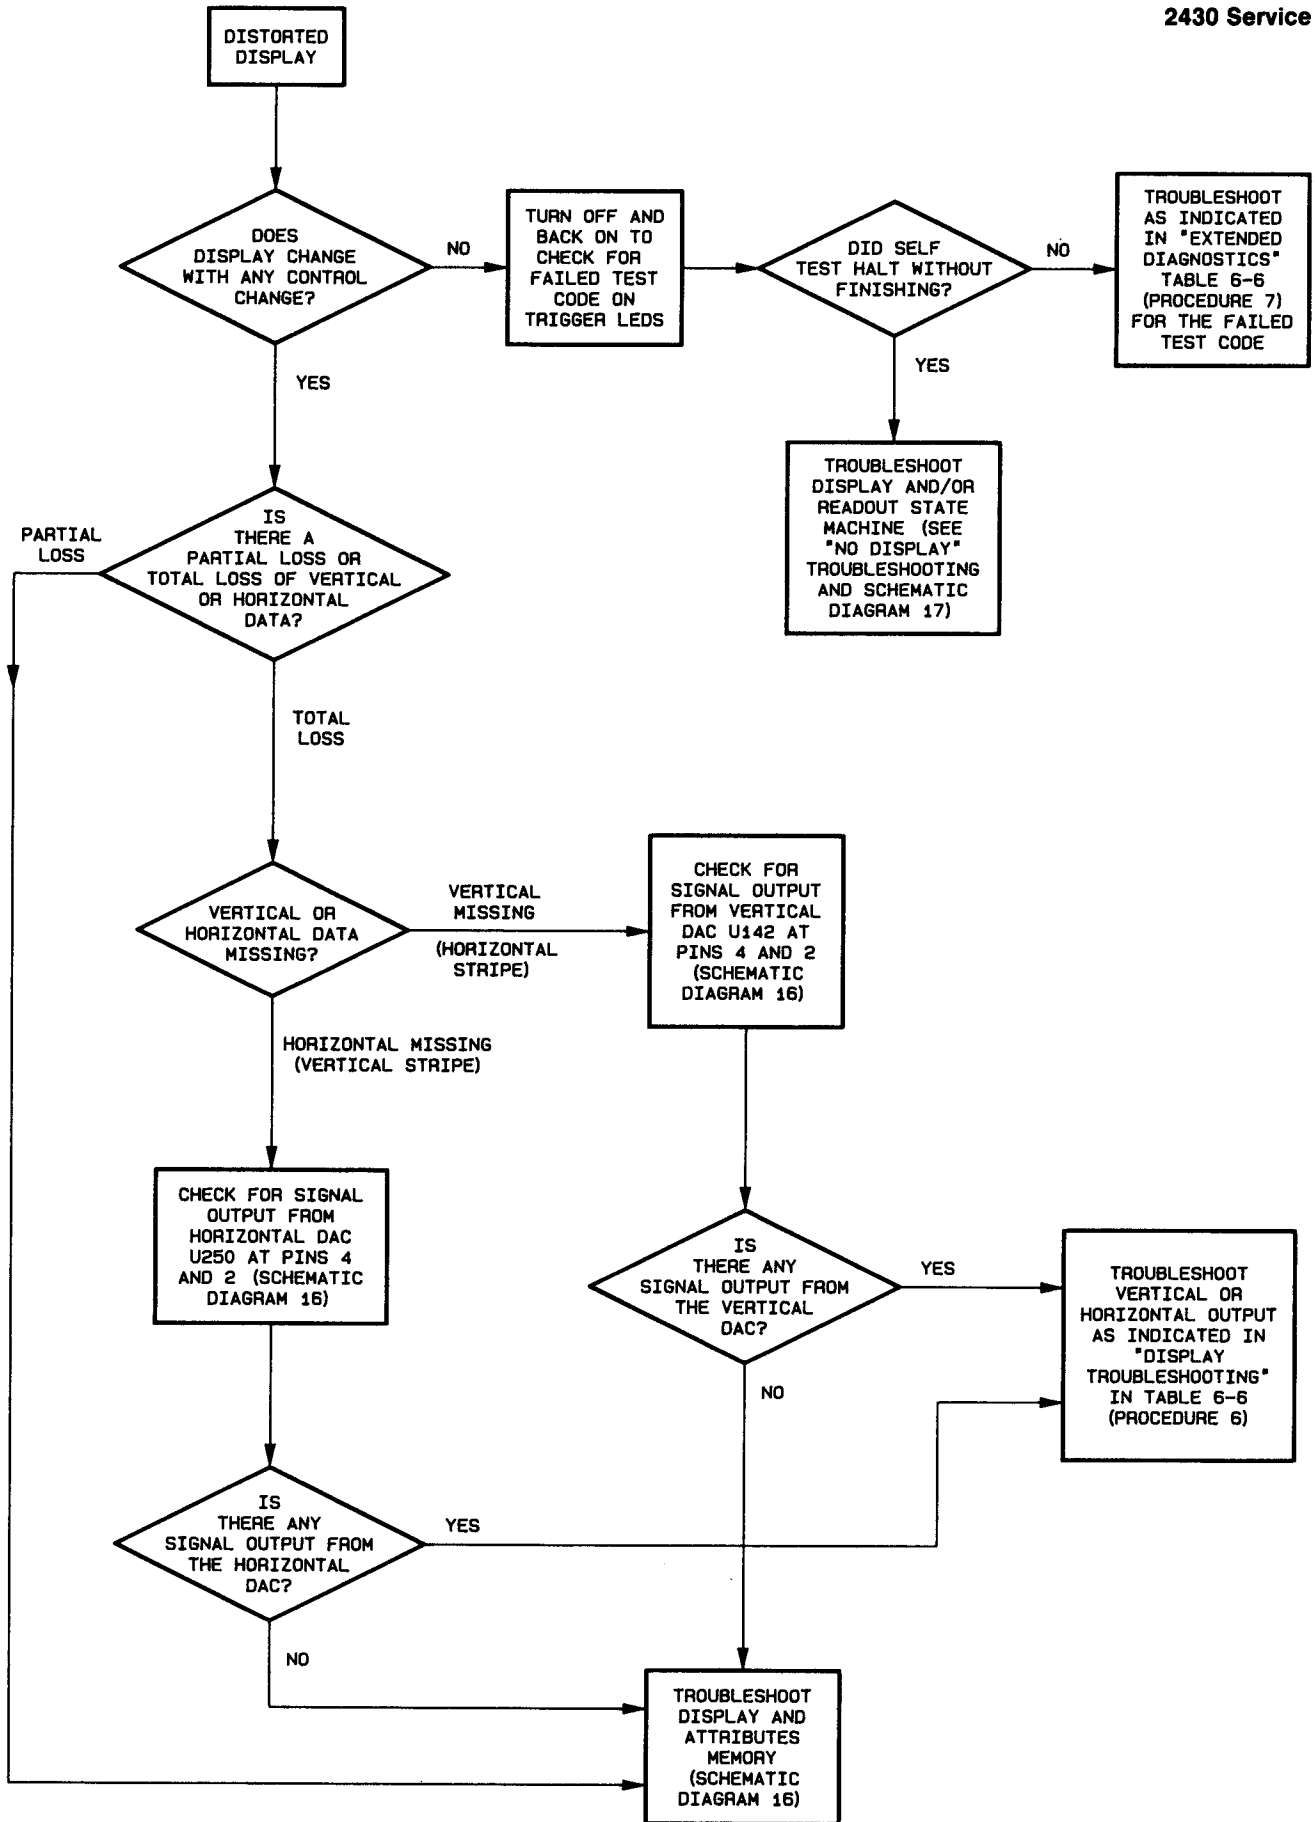 2430 Service
DISTORTED
DISPLAY
DOES
DISPLAY CHANGE
WITH ANY CONTROL
CHANGE?
NO
TURN OFF AND
BACK ON TO
CHECK FOR
FAILED TEST
CODE ON
TRIGGER LEDS
DID SELF
TEST HALT WITHOUT
FINISHING?
NO
TROUBLESHOOT
AS INDICATED
IN "EXTENDED
DIAGNOSTICS"
TABLE 6-6
(PROCEDURE 7)
FOR THE FAILED
TEST CODE
YES
YES
TROUBLESHOOT
DISPLAY AND/OR
READOUT STATE
MACHINE (SEE
"NO DISPLAY"
TROUBLESHOOTING
AND SCHEMATIC
DIAGRAM 17)
IS
THERE A
PARTIAL LOSS OR
TOTAL LOSS OF VERTICAL
OR HORIZONTAL
DATA?
PARTIAL
LOSS
TOTAL
LOSS
VERTICAL OR
HORIZONTAL DATA
MISSING?
VERTICAL
MISSING
(HORIZONTAL
STRIPE)
CHECK FOR
SIGNAL OUTPUT
FROM VERTICAL
DAC U142 AT
PINS 4 AND 2
(SCHEMATIC
DIAGRAM 16)
HORIZONTAL MISSING
(VERTICAL STRIPE)
CHECK FOR SIGNAL
OUTPUT FROM
HORIZONTAL DAC
U250 AT PINS 4
AND 2 (SCHEMATIC
DIAGRAM 16)
IS
THERE ANY
SIGNAL OUTPUT FROM
THE VERTICAL
DAC?
YES
TROUBLESHOOT
VERTICAL OR
HORIZONTAL OUTPUT
AS INDICATED IN
"DISPLAY
TROUBLESHOOTING"
IN TABLE 6-6
(PROCEDURE 6)
NO
IS
THERE ANY
SIGNAL OUTPUT FROM
THE HORIZONTAL
DAC?
YES
NO
TROUBLESHOOT
DISPLAY AND
ATTRIBUTES
MEMORY
(SCHEMATIC
DIAGRAM 16)